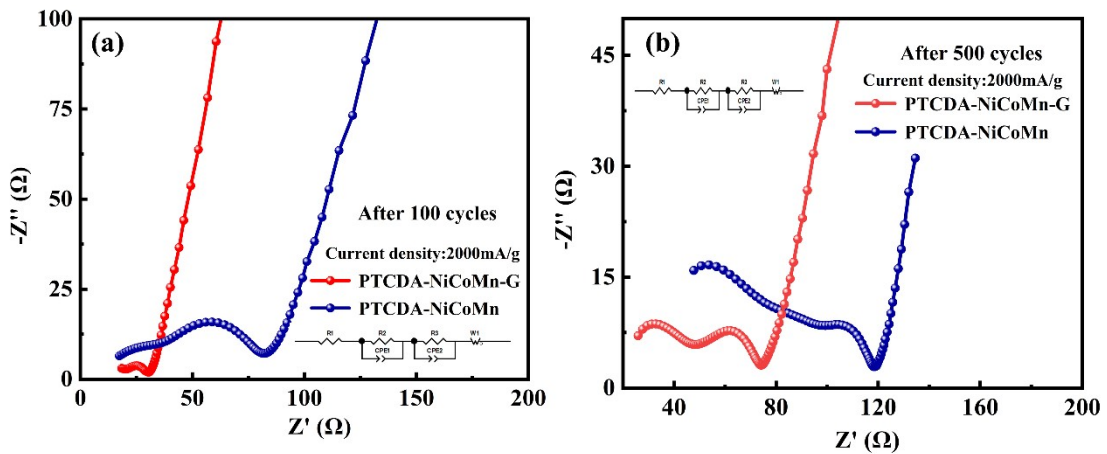 (a)
100
75
50
25
0
-Z'' (Ω)
After 100 cycles
Current density:2000mA/g
PTCDA-NiCoMn-G
PTCDA-NiCoMn
R1 R2 R3 W1
CPE1 CPE2
0 50 100 150 200
Z' (Ω)
(b)
45
30
15
0
-Z'' (Ω)
After 500 cycles
Current density:2000mA/g
PTCDA-NiCoMn-G
PTCDA-NiCoMn
R1 R2 R3 W1
CPE1 CPE2
0 40 80 120 160 200
Z' (Ω)